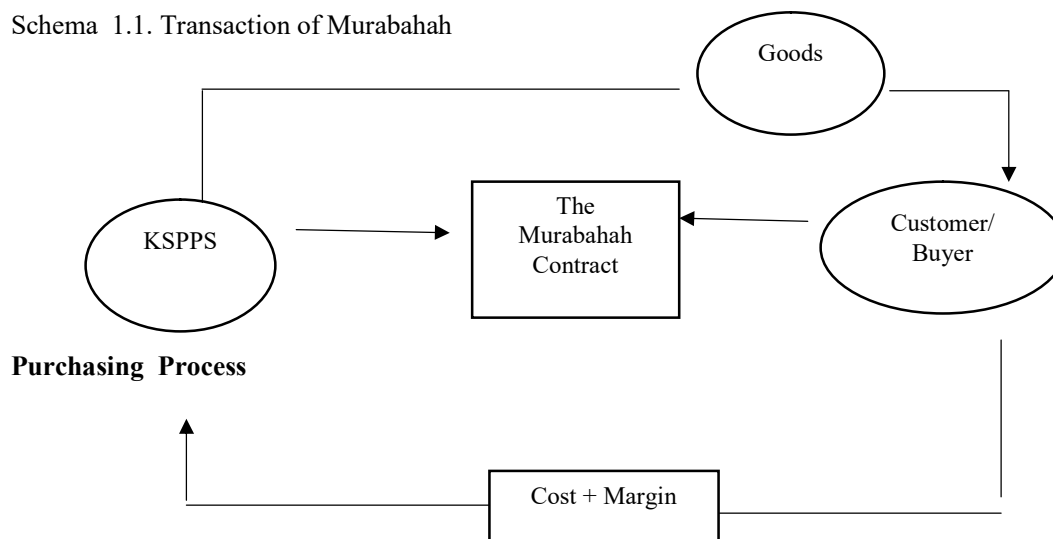 Schema 1.1. Transaction of Murabahah
Goods
KSPPS
The
Murabahah
Contract
Customer/
Buyer
Purchasing Process
Cost + Margin